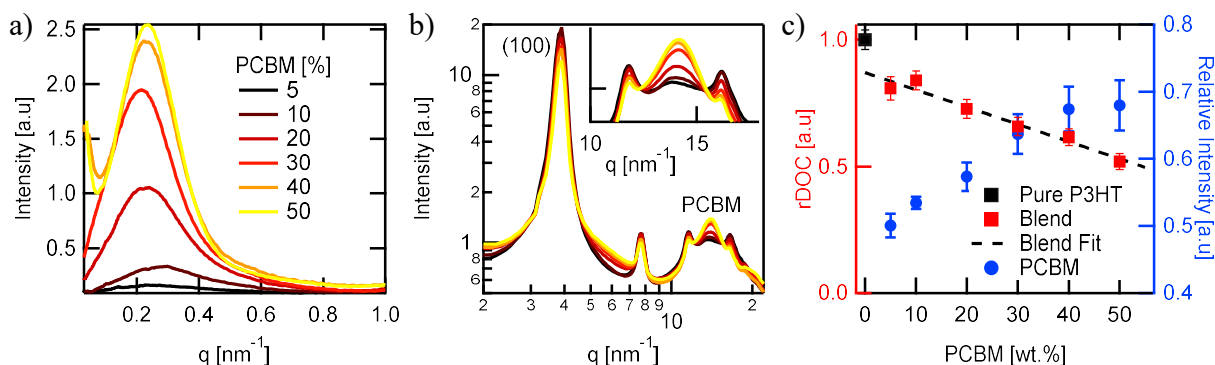 a)
2.5
2.0
1.5
1.0
0.5
Intensity [a.u]
PCBM [%]
5
10
20
30
40
50
0.2 0.4 0.6 0.8 1.0
q [nm⁻¹]
b)
2
10
8
6
4
2
1
8
6
Intensity [a.u]
(100)
PCBM
10 15
q [nm⁻¹]
2 3 4 5 6 7 8 9 10 2
q [nm⁻¹]
c)
1.0
0.5
0.0
rDOC [a.u]
0.8
0.7
0.6
0.5
0.4
Relative Intensity [a.u]
Pure P3HT
Blend
Blend Fit
PCBM
0 10 20 30 40 50
PCBM [wt.%]